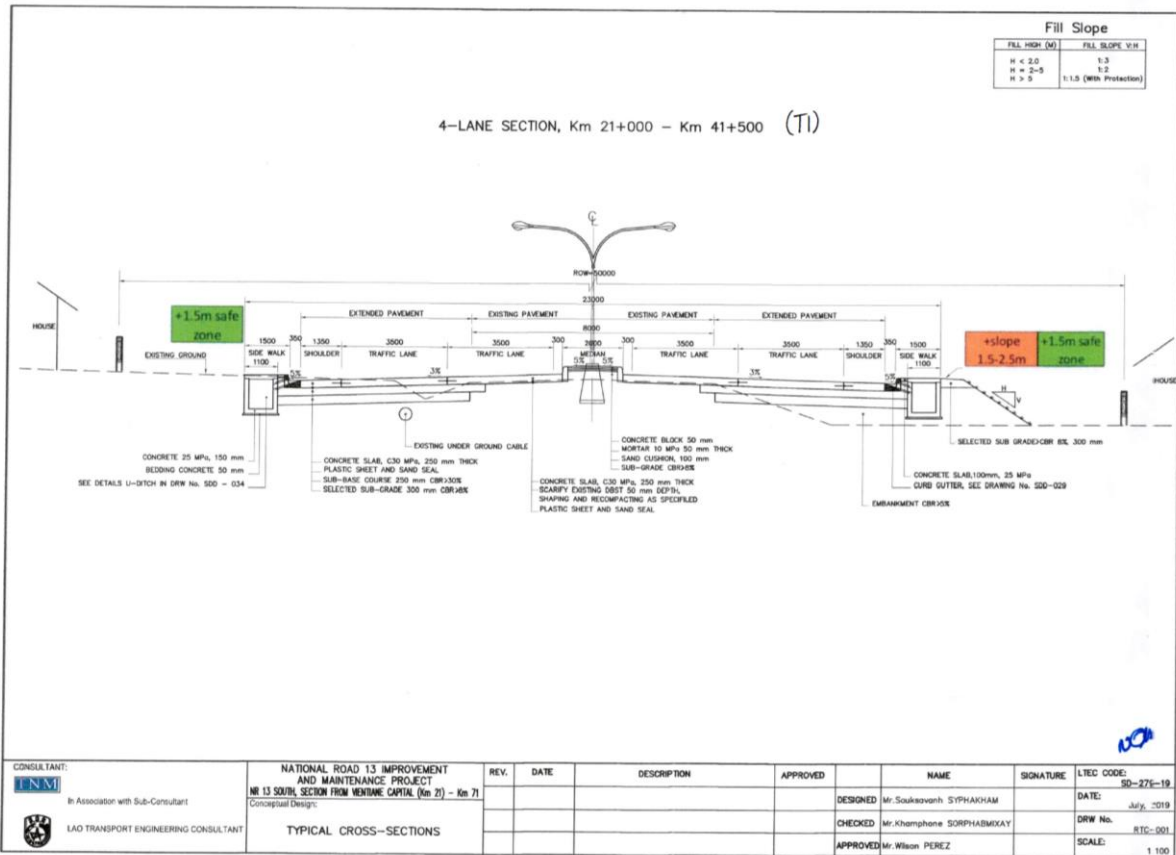 Fill Slope
FILL HIGH (M) FILL SLOPE V:H
H < 2.0 1:3
H = 2-5 1:2
H > 5 1:1.5 (With Protection)
4-LANE SECTION, Km 21+000 - Km 41+500 (T1)
ROW=50000
23000
EXTENDED PAVEMENT EXISTING PAVEMENT EXISTING PAVEMENT EXTENDED PAVEMENT
8000
+1.5m safe
zone
HOUSE
EXISTING GROUND
1500 350 1350 3500 3500 300 2000 300 3500 3500 1350 350 1500
SIDE WALK SHOULDER TRAFFIC LANE TRAFFIC LANE MEDIAN TRAFFIC LANE TRAFFIC LANE SHOULDER SIDE WALK
1100 1100
5% 3% 5% 5% 3% 5%
+slope
1.5-2.5m
+1.5m safe
zone
HOUSE
H
V
EXISTING UNDER GROUND CABLE
CONCRETE 25 MPa, 150 mm
BEDDING CONCRETE 50 mm
SEE DETAILS U-DITCH IN DRW No. SDD - 034
CONCRETE SLAB, C30 MPa, 250 mm THICK
PLASTIC SHEET AND SAND SEAL
SUB-BASE COURSE 250 mm CBR>30%
SELECTED SUB-GRADE 300 mm CBR>8%
CONCRETE BLOCK 50 mm
MORTAR 10 MPa 50 mm THICK
SAND CUSHION, 100 mm
SUB-GRADE CBR>8%
CONCRETE SLAB, C30 MPa, 250 mm THICK
SCARIFY EXISTING DBST 50 mm DEPTH,
SHAPING AND RECOMPACTING AS SPECIFILED
PLASTIC SHEET AND SAND SEAL
SELECTED SUB GRADE>CBR 8%, 300 mm
CONCRETE SLAB,100mm, 25 MPa
CURB GUTTER, SEE DRAWING No. SDD-029
EMBANKMENT CBR>5%
CONSULTANT:
TNM
In Association with Sub-Consultant
LAO TRANSPORT ENGINEERING CONSULTANT
NATIONAL ROAD 13 IMPROVEMENT
AND MAINTENANCE PROJECT
NR 13 SOUTH, SECTION FROM VIENTIANE CAPITAL (Km 21) - Km 71
Conceptual Design:
TYPICAL CROSS-SECTIONS
REV. DATE DESCRIPTION APPROVED
NAME SIGNATURE
DESIGNED Mr.Souksavanh SYPHAKHAM
CHECKED Mr.Khamphone SORPHABMIXAY
APPROVED Mr.Wilson PEREZ
LTEC CODE:
SD-276-19
DATE:
July, 2019
DRW No.
RTC-001
SCALE:
1 100